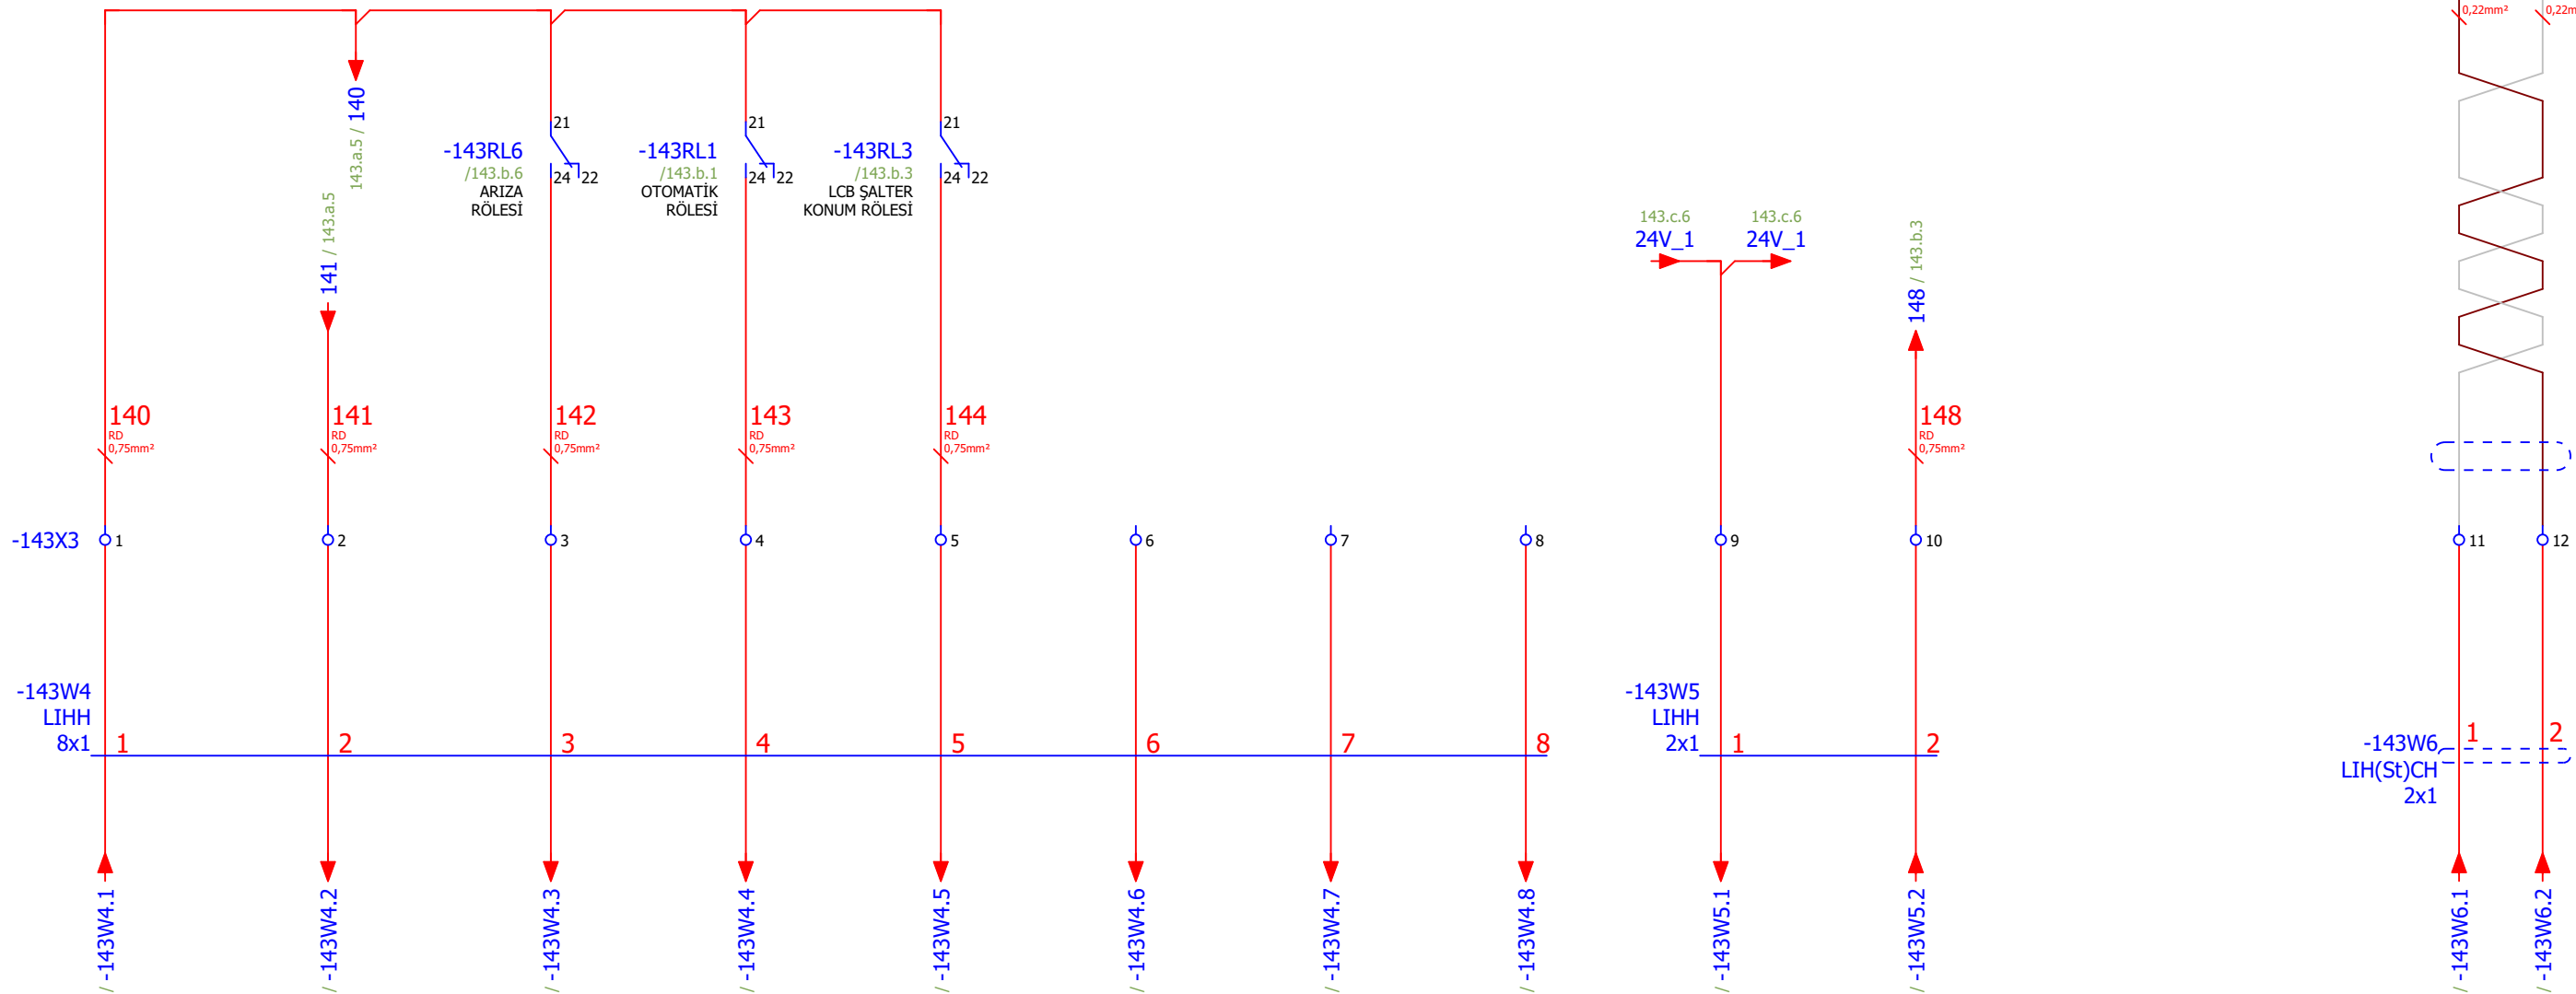 0,22mm²
143.a.5 / 140
141 / 143.a.5
21
-143RL6
/143.b.6
24 22
ARIZA
RÖLESİ
21
-143RL1
/143.b.1
24 22
OTOMATİK
RÖLESİ
21
-143RL3
/143.b.3
24 22
LCB ŞALTER
KONUM RÖLESİ
143.c.6
24V_1
143.c.6
24V_1
148 / 143.b.3
140
RD
0,75mm²
141
RD
0,75mm²
142
RD
0,75mm²
143
RD
0,75mm²
144
RD
0,75mm²
148
RD
0,75mm²
-143X3 1 2 3 4 5 6 7 8 9 10 11 12
-143W4
LIHH
8x1 1 2 3 4 5 6 7 8
-143W5
LIHH
2x1 1 2
-143W6 1 2
LIH(St)CH
2x1
/ -143W4.1
/ -143W4.2
/ -143W4.3
/ -143W4.4
/ -143W4.5
/ -143W4.6
/ -143W4.7
/ -143W4.8
/ -143W5.1
/ -143W5.2
/ -143W6.1
/ -143W6.2